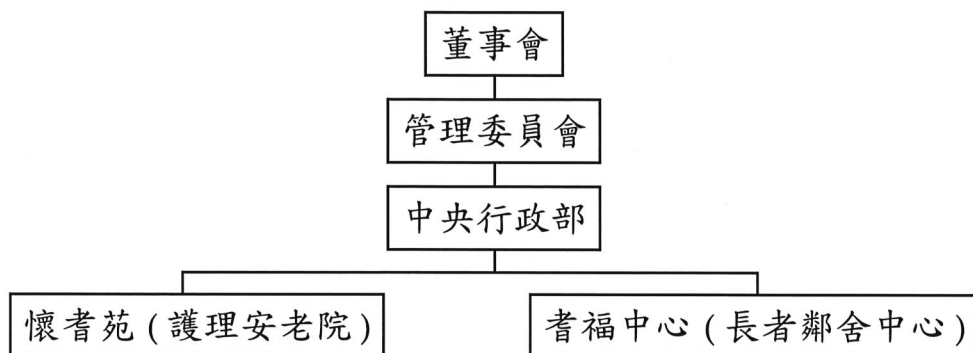 董事會
管理委員會
中央行政部
懷耆苑(護理安老院)
耆福中心(長者鄰舍中心)